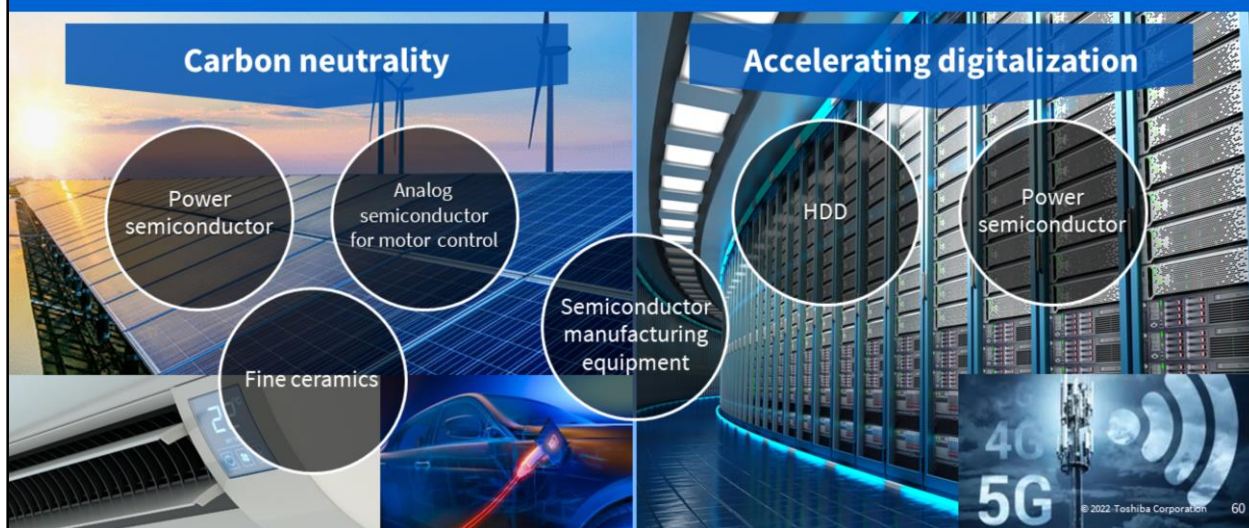 Carbon neutrality
Accelerating digitalization
Power
semiconductor
Analog
semiconductor
for motor control
Fine ceramics
Semiconductor
manufacturing
equipment
HDD
Power
semiconductor
4G
5G
© 2022 Toshiba Corporation
60